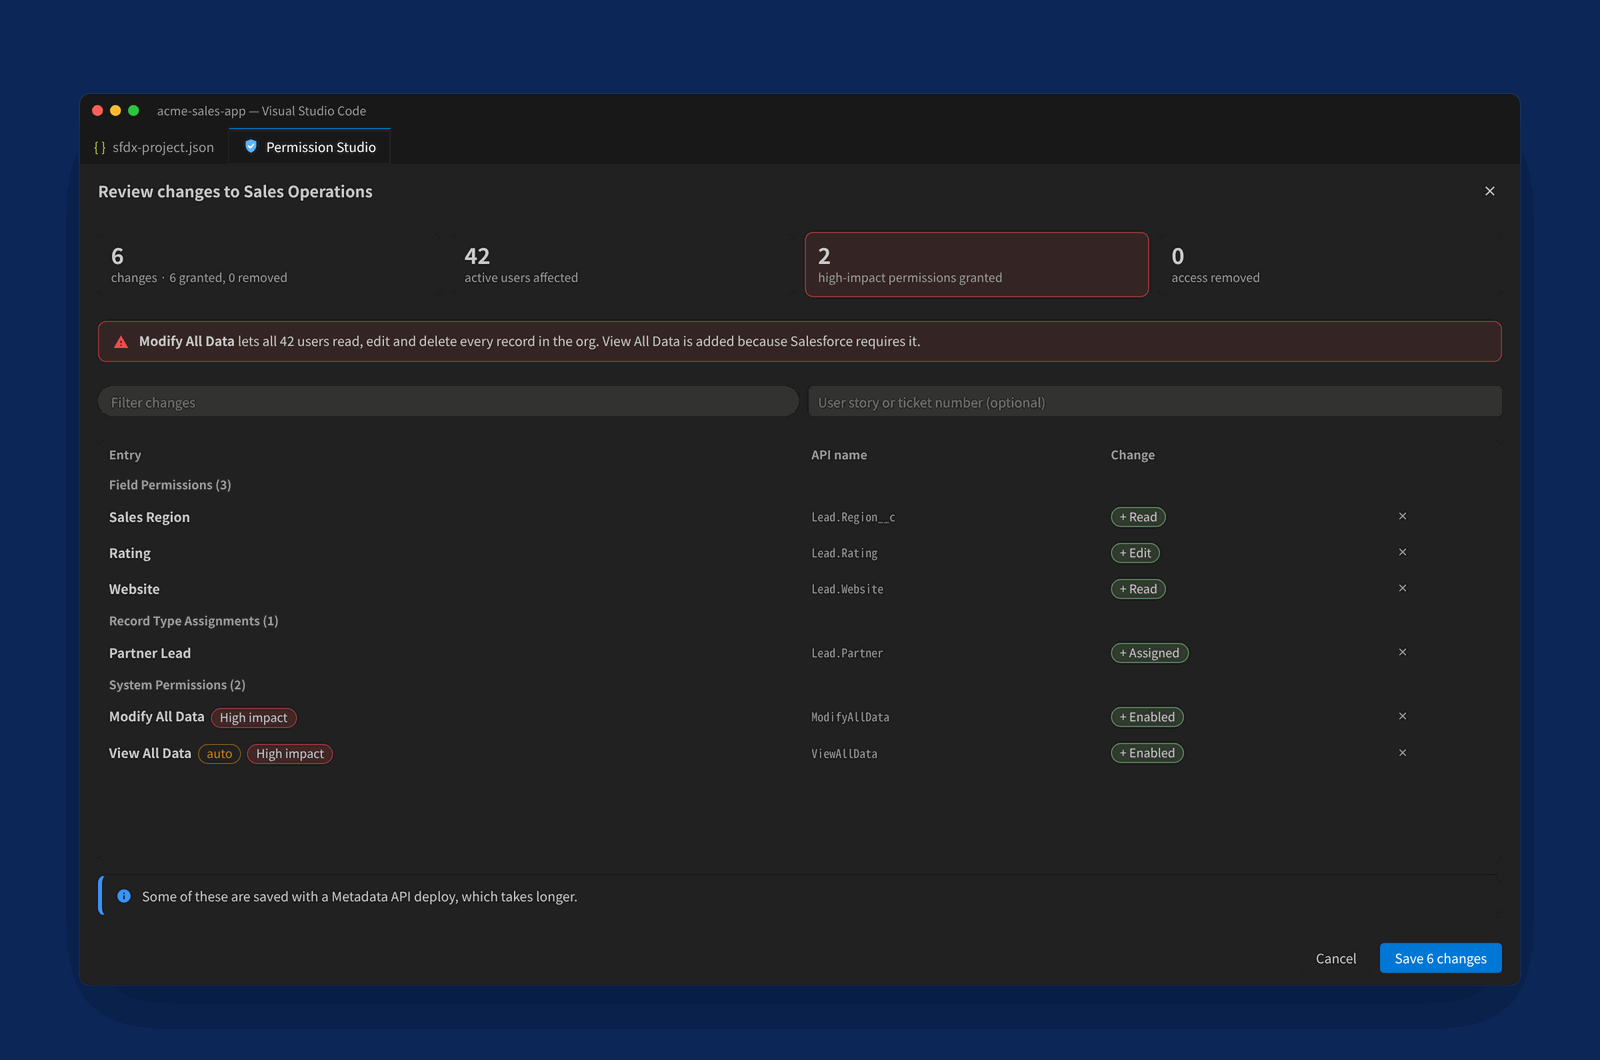 acme-sales-app — Visual Studio Code
{ } sfdx-project.json
Permission Studio
Review changes to Sales Operations
6
changes · 6 granted, 0 removed
42
active users affected
2
high-impact permissions granted
0
access removed
Modify All Data lets all 42 users read, edit and delete every record in the org. View All Data is added because Salesforce requires it.
Filter changes
User story or ticket number (optional)
Entry API name Change
Field Permissions (3)
Sales Region Lead.Region__c + Read ×
Rating Lead.Rating + Edit ×
Website Lead.Website + Read ×
Record Type Assignments (1)
Partner Lead Lead.Partner + Assigned ×
System Permissions (2)
Modify All Data High impact ModifyAllData + Enabled ×
View All Data auto High impact ViewAllData + Enabled ×
Some of these are saved with a Metadata API deploy, which takes longer.
Cancel
Save 6 changes